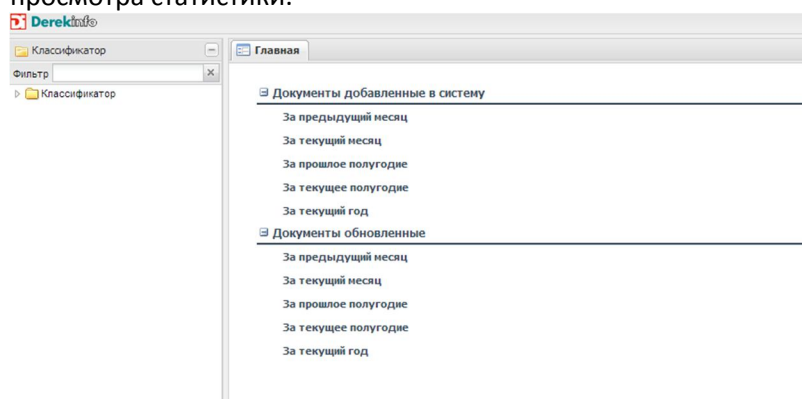 просмотра статистики.
Derekinfo
Классификатор
Главная
Фильтр
Классификатор
Документы добавленные в систему
За предыдущий месяц
За текущий месяц
За прошлое полугодие
За текущее полугодие
За текущий год
Документы обновленные
За предыдущий месяц
За текущий месяц
За прошлое полугодие
За текущее полугодие
За текущий год